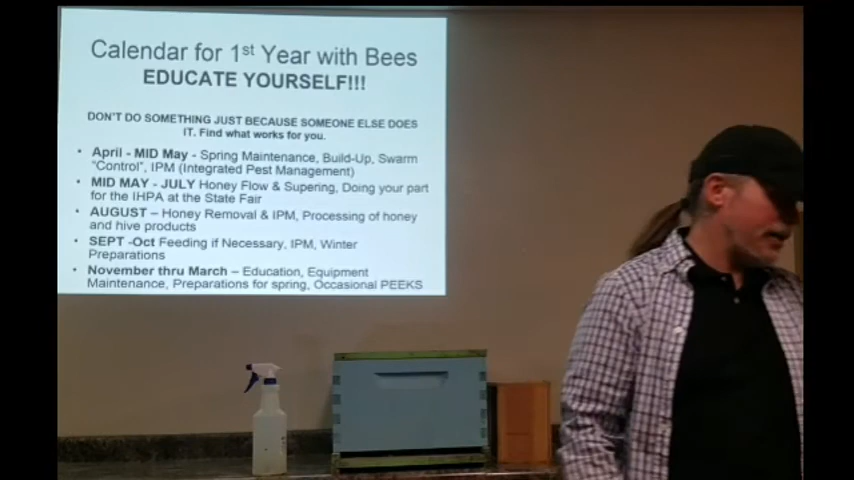 Calendar for 1st Year with Bees
EDUCATE YOURSELF!!!
DON'T DO SOMETHING JUST BECAUSE SOMEONE ELSE DOES
IT. Find what works for you.
• April - MID May - Spring Maintenance, Build-Up, Swarm
"Control", IPM (Integrated Pest Management)
• MID MAY - JULY Honey Flow & Supering, Doing your part
for the IHPA at the State Fair
• AUGUST – Honey Removal & IPM, Processing of honey
and hive products
• SEPT -Oct Feeding if Necessary, IPM, Winter
Preparations
• November thru March – Education, Equipment
Maintenance, Preparations for spring, Occasional PEEKS